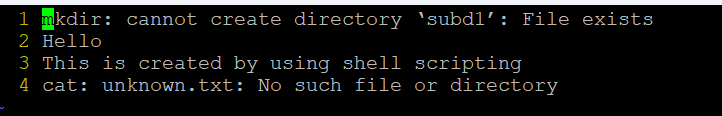 1 mkdir: cannot create directory ‘subd1’: File exists
2 Hello
3 This is created by using shell scripting
4 cat: unknown.txt: No such file or directory
~